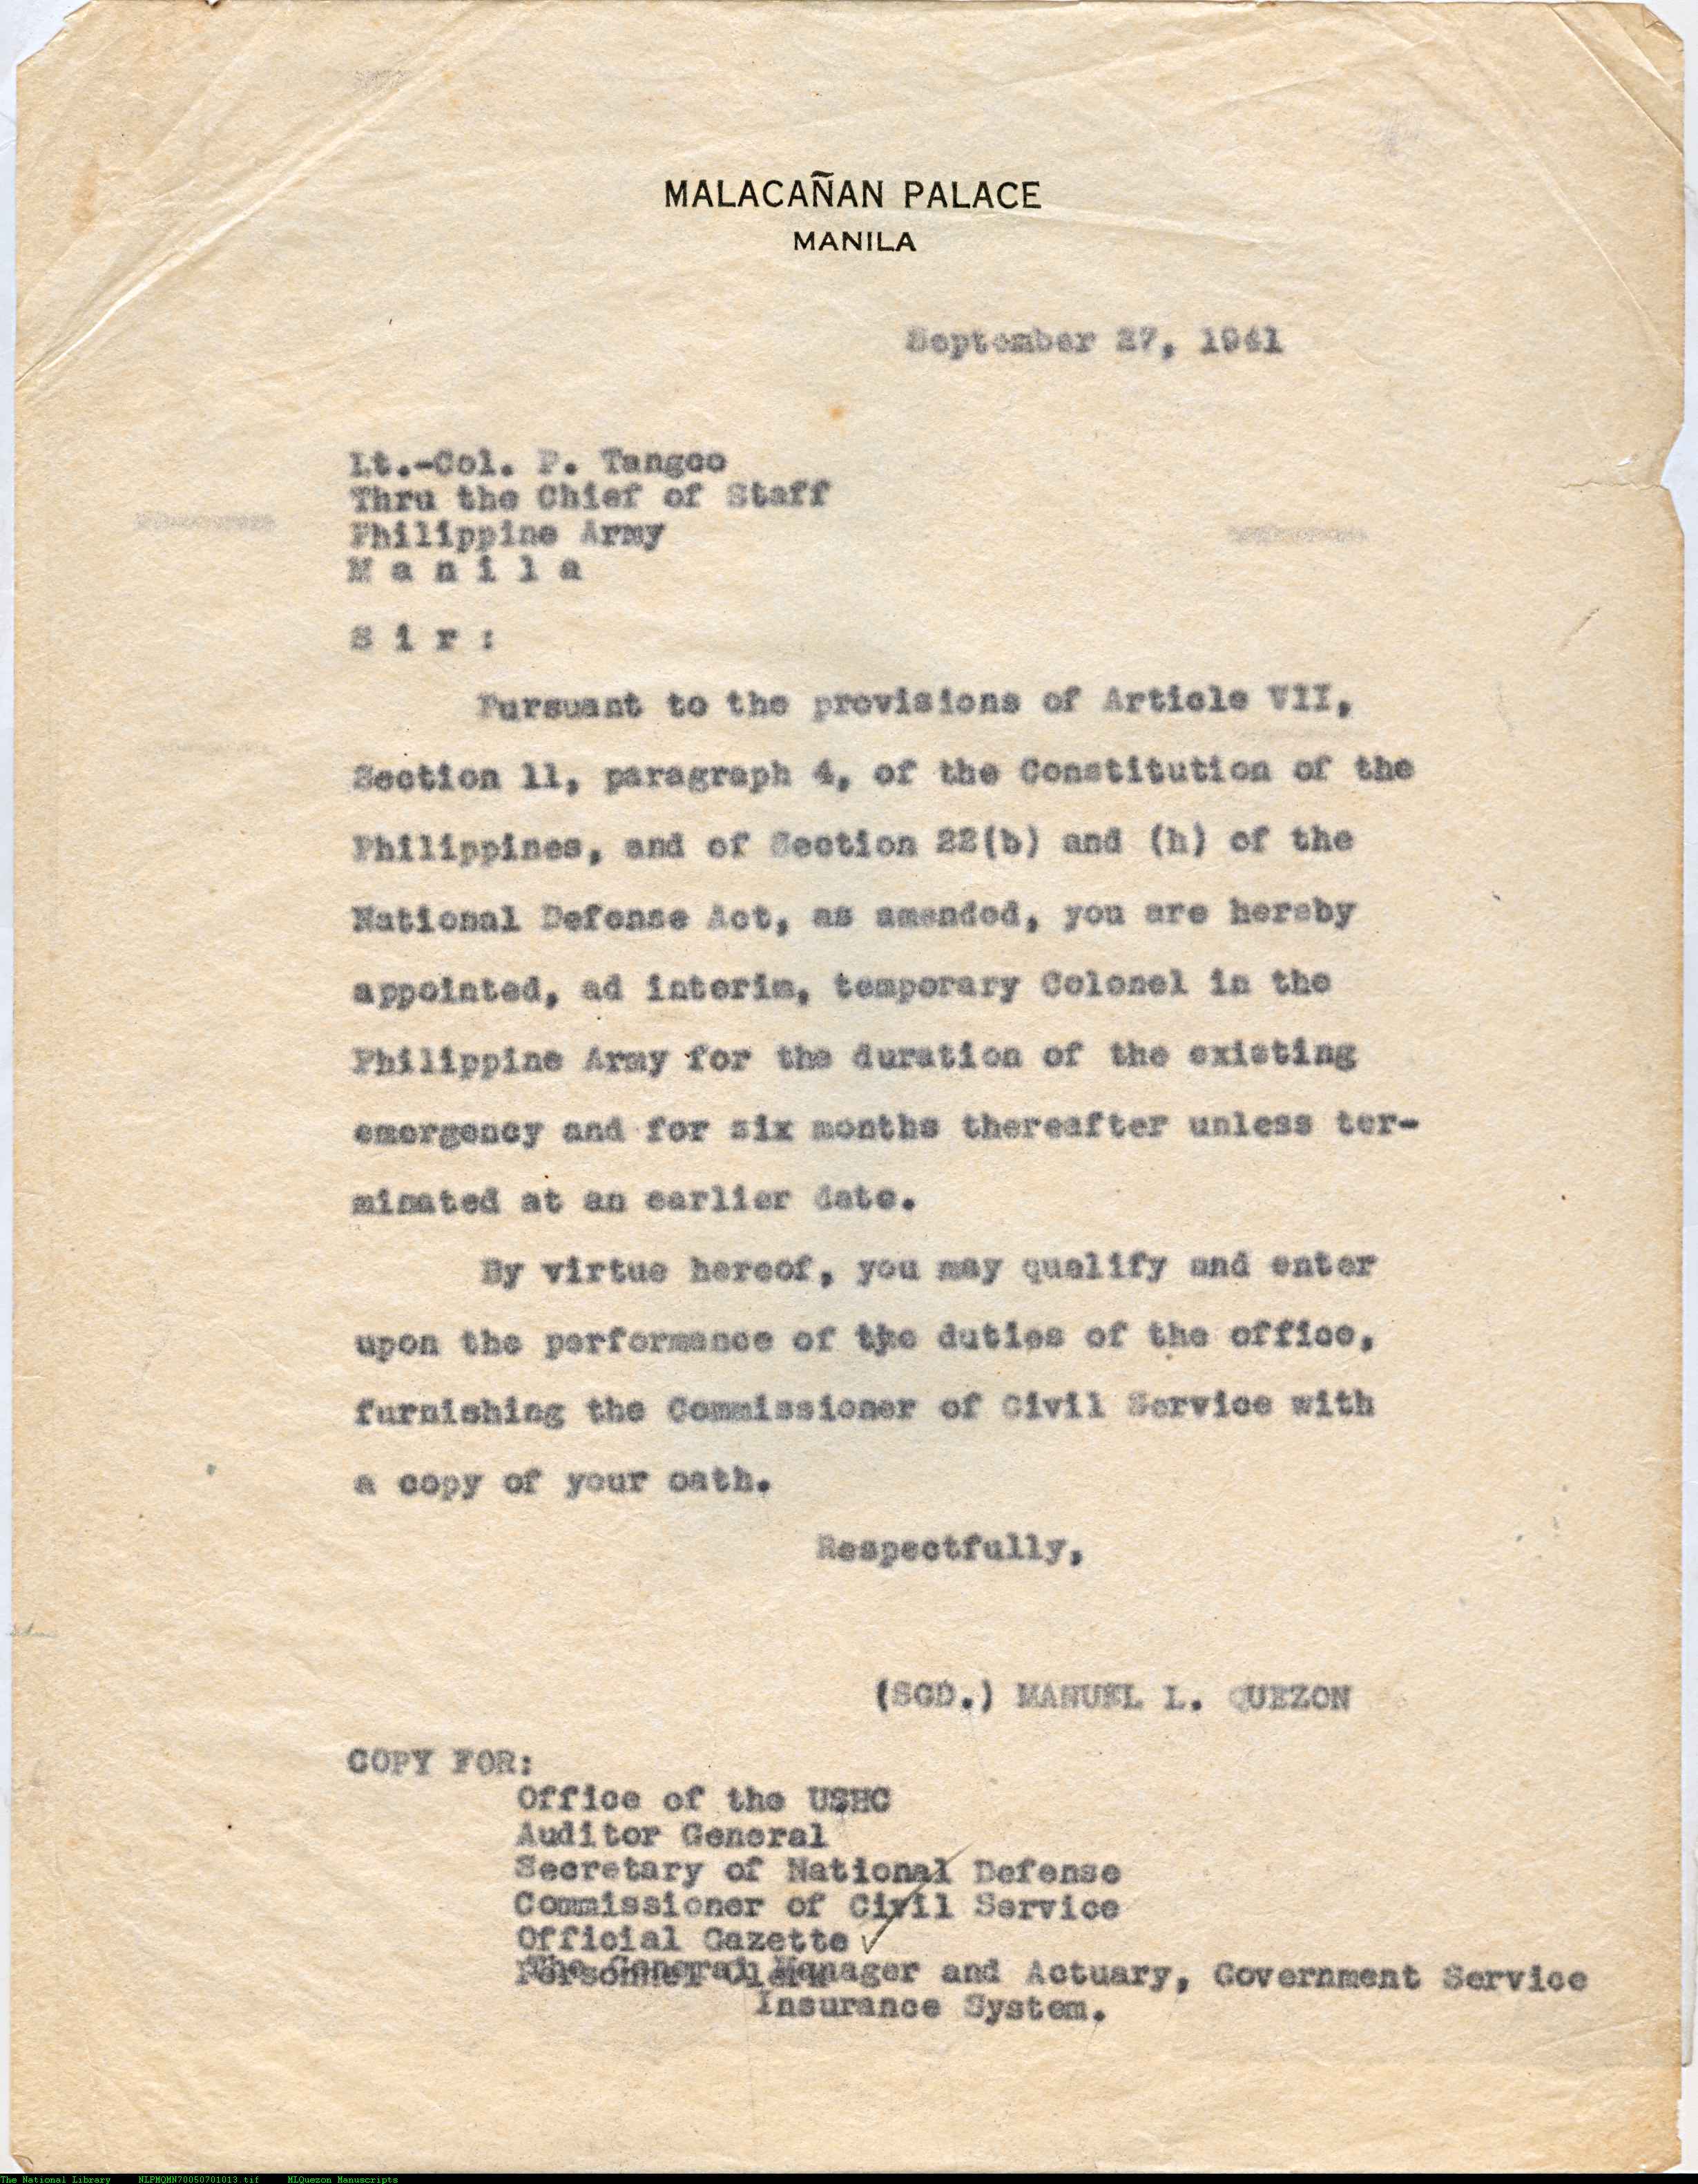 MALACAÑAN PALACE
MANILA
September 27, 1941
Lt.-Col. P. Tangco
Thru the Chief of Staff
Philippine Army
M a n i l a
S i r :
Pursuant to the provisions of Article VII,
Section 11, paragraph 4, of the Constitution of the
Philippines, and of Section 22(b) and (h) of the
National Defense Act, as amended, you are hereby
appointed, ad interim, temporary Colonel in the
Philippine Army for the duration of the existing
emergency and for six months thereafter unless ter-
minated at an earlier date.
By virtue hereof, you may qualify and enter
upon the performance of the duties of the office,
furnishing the Commissioner of Civil Service with
a copy of your oath.
Respectfully,
(SGD.) MANUEL L. QUEZON
COPY FOR:
Office of the USHC
Auditor General
Secretary of National Defense
Commissioner of Civil Service
Official Gazette
Personnel Clerk
The General Manager and Actuary, Government Service
Insurance System.
The National Library NLPMQMN70050701013.tif MLQuezon Manuscripts